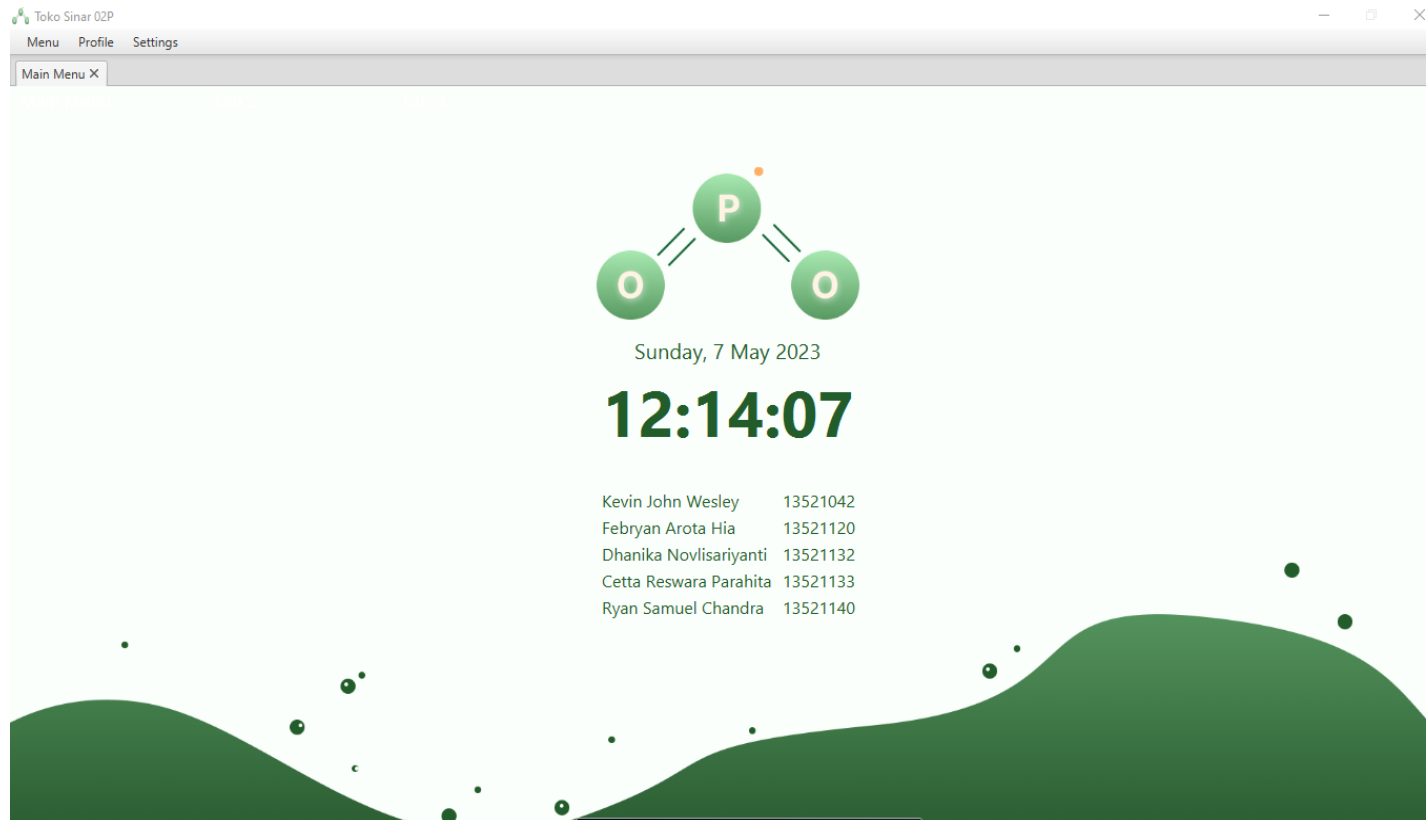 Toko Sinar 02P
Menu Profile Settings
Main Menu
P
O O
Sunday, 7 May 2023
12:14:07
Kevin John Wesley 13521042
Febryan Arota Hia 13521120
Dhanika Novlisariyanti 13521132
Cetta Reswara Parahita 13521133
Ryan Samuel Chandra 13521140